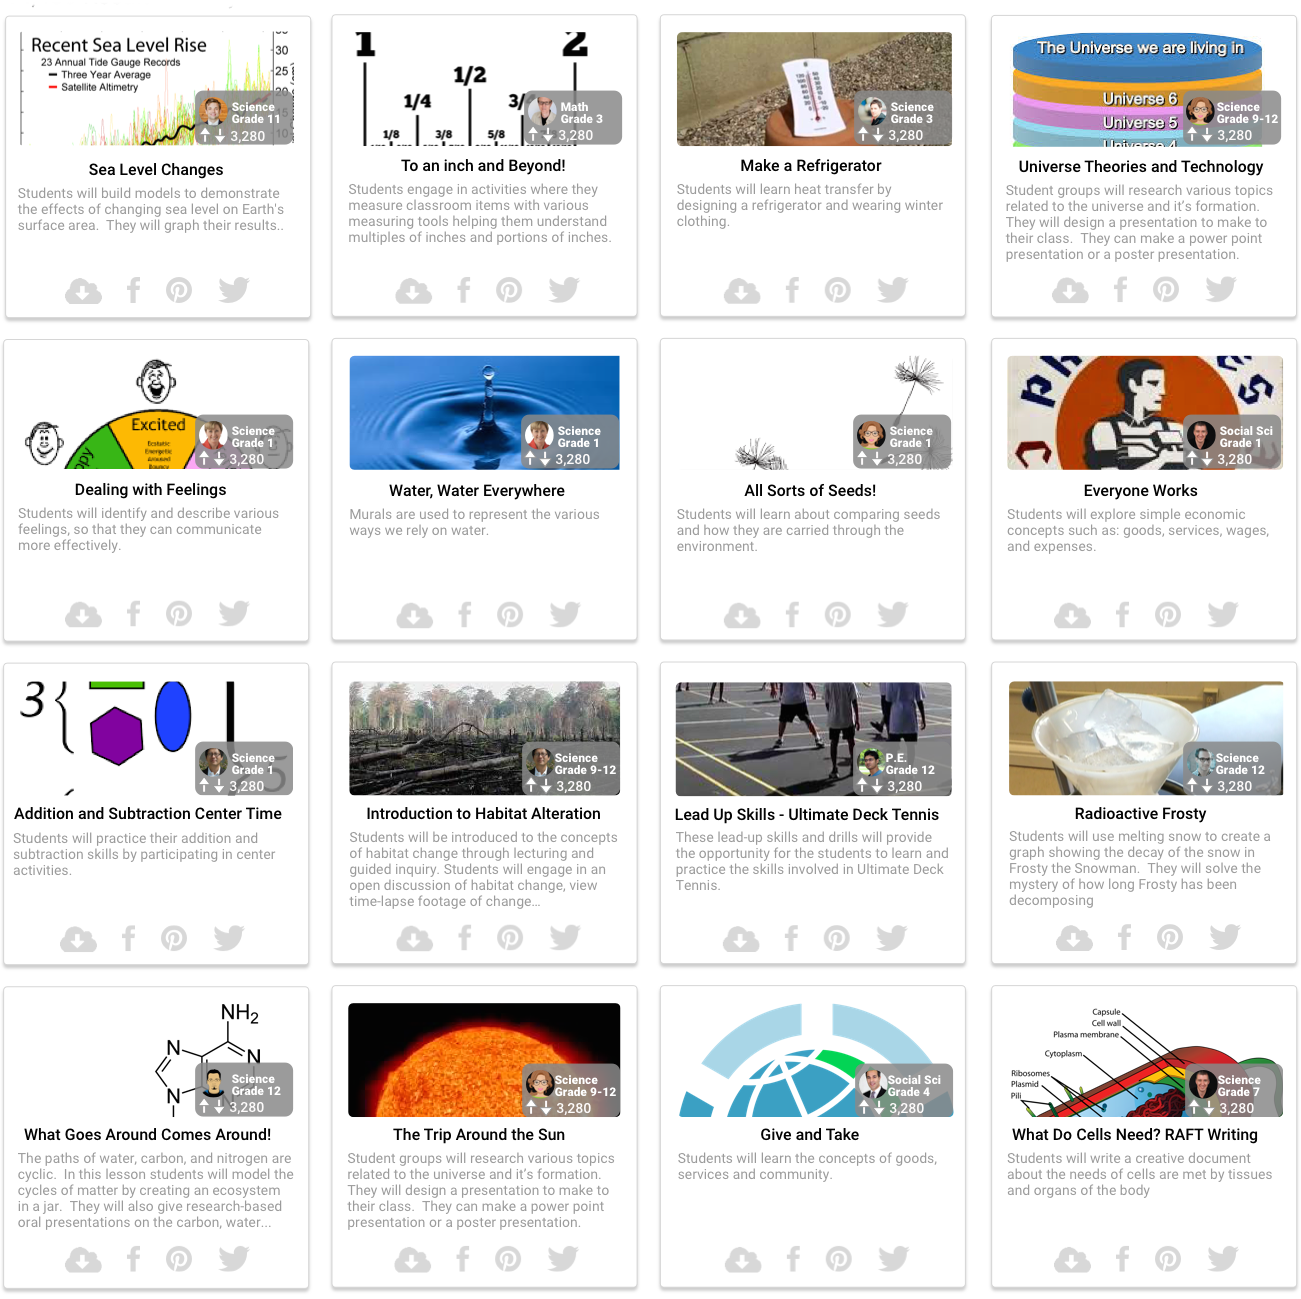 Recent Sea Level Rise
23 Annual Tide Gauge Records
Three Year Average
Satellite Altimetry
30
25
20
15
10
Science
Grade 11
3,280
Sea Level Changes
Students will build models to demonstrate
the effects of changing sea level on Earth's
surface area.  They will graph their results..
1
2
1/2
1/4
3/
1/8
3/8
5/8
Math
Grade 3
3,280
To an inch and Beyond!
Students engage in activities where they
measure classroom items with various
measuring tools helping them understand
multiples of inches and portions of inches.
Science
Grade 3
3,280
Make a Refrigerator
Students will learn heat transfer by
designing a refrigerator and wearing winter
clothing.
The Universe we are living in
Universe 6
Universe 5
Universe 4
Science
Grade 9-12
3,280
Universe Theories and Technology
Student groups will research various topics
related to the universe and it's formation.
They will design a presentation to make to
their class.  They can make a power point
presentation or a poster presentation.
Excited
Ecstatic
Energetic
Aroused
Bouncy
ppy
Science
Grade 1
3,280
Dealing with Feelings
Students will identify and describe various
feelings, so that they can communicate
more effectively.
Science
Grade 1
3,280
Water, Water Everywhere
Murals are used to represent the various
ways we rely on water.
Science
Grade 1
3,280
All Sorts of Seeds!
Students will learn about comparing seeds
and how they are carried through the
environment.
Social Sci
Grade 1
3,280
Everyone Works
Students will explore simple economic
concepts such as: goods, services, wages,
and expenses.
3
5
Science
Grade 1
3,280
Addition and Subtraction Center Time
Students will practice their addition and
subtraction skills by participating in center
activities.
Science
Grade 9-12
3,280
Introduction to Habitat Alteration
Students will be introduced to the concepts
of habitat change through lecturing and
guided inquiry. Students will engage in an
open discussion of habitat change, view
time-lapse footage of change…
P.E.
Grade 12
3,280
Lead Up Skills - Ultimate Deck Tennis
These lead-up skills and drills will provide
the opportunity for the students to learn and
practice the skills involved in Ultimate Deck
Tennis.
Science
Grade 12
3,280
Radioactive Frosty
Students will use melting snow to create a
graph showing the decay of the snow in
Frosty the Snowman.  They will solve the
mystery of how long Frosty has been
decomposing
NH2
N
N
N
Science
Grade 12
3,280
What Goes Around Comes Around!
The paths of water, carbon, and nitrogen are
cyclic.  In this lesson students will model the
cycles of matter by creating an ecosystem
in a jar.  They will also give research-based
oral presentations on the carbon, water...
Science
Grade 9-12
3,280
The Trip Around the Sun
Student groups will research various topics
related to the universe and it's formation.
They will design a presentation to make to
their class.  They can make a power point
presentation or a poster presentation.
Social Sci
Grade 4
3,280
Give and Take
Students will learn the concepts of goods,
services and community.
Capsule
Cell wall
Plasma membrane
Cytoplasm
Ribosomes
Plasmid
Pili
Science
Grade 7
3,280
What Do Cells Need? RAFT Writing
Students will write a creative document
about the needs of cells are met by tissues
and organs of the body